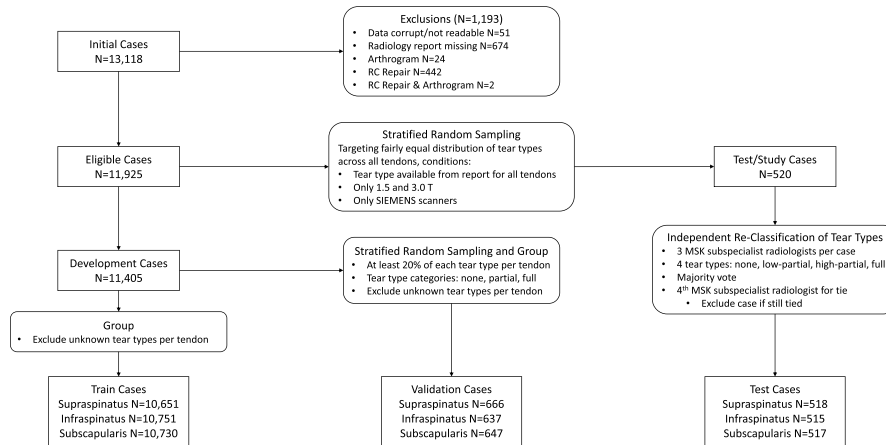 Initial Cases
N=13,118
Exclusions (N=1,193)
• Data corrupt/not readable N=51
• Radiology report missing N=674
• Arthrogram N=24
• RC Repair N=442
• RC Repair & Arthrogram N=2
Eligible Cases
N=11,925
Stratified Random Sampling
Targeting fairly equal distribution of tear types
across all tendons, conditions:
• Tear type available from report for all tendons
• Only 1.5 and 3.0 T
• Only SIEMENS scanners
Test/Study Cases
N=520
Development Cases
N=11,405
Stratified Random Sampling and Group
• At least 20% of each tear type per tendon
• Tear type categories: none, partial, full
• Exclude unknown tear types per tendon
Independent Re-Classification of Tear Types
• 3 MSK subspecialist radiologists per case
• 4 tear types: none, low-partial, high-partial, full
• Majority vote
• 4th MSK subspecialist radiologist for tie
• Exclude case if still tied
Group
• Exclude unknown tear types per tendon
Train Cases
Supraspinatus N=10,651
Infraspinatus N=10,751
Subscapularis N=10,730
Validation Cases
Supraspinatus N=666
Infraspinatus N=637
Subscapularis N=647
Test Cases
Supraspinatus N=518
Infraspinatus N=515
Subscapularis N=517